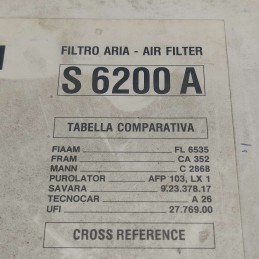 FILTRO ARIA - AIR FILTER
S 6200 A
TABELLA COMPARATIVA
FIAAM FL 6535
FRAM CA 352
MANN C 2868
PUROLATOR AFP 103, LX 1
SAVARA 9.23.378.17
TECNOCAR A 26
UFI 27.769.00
CROSS REFERENCE